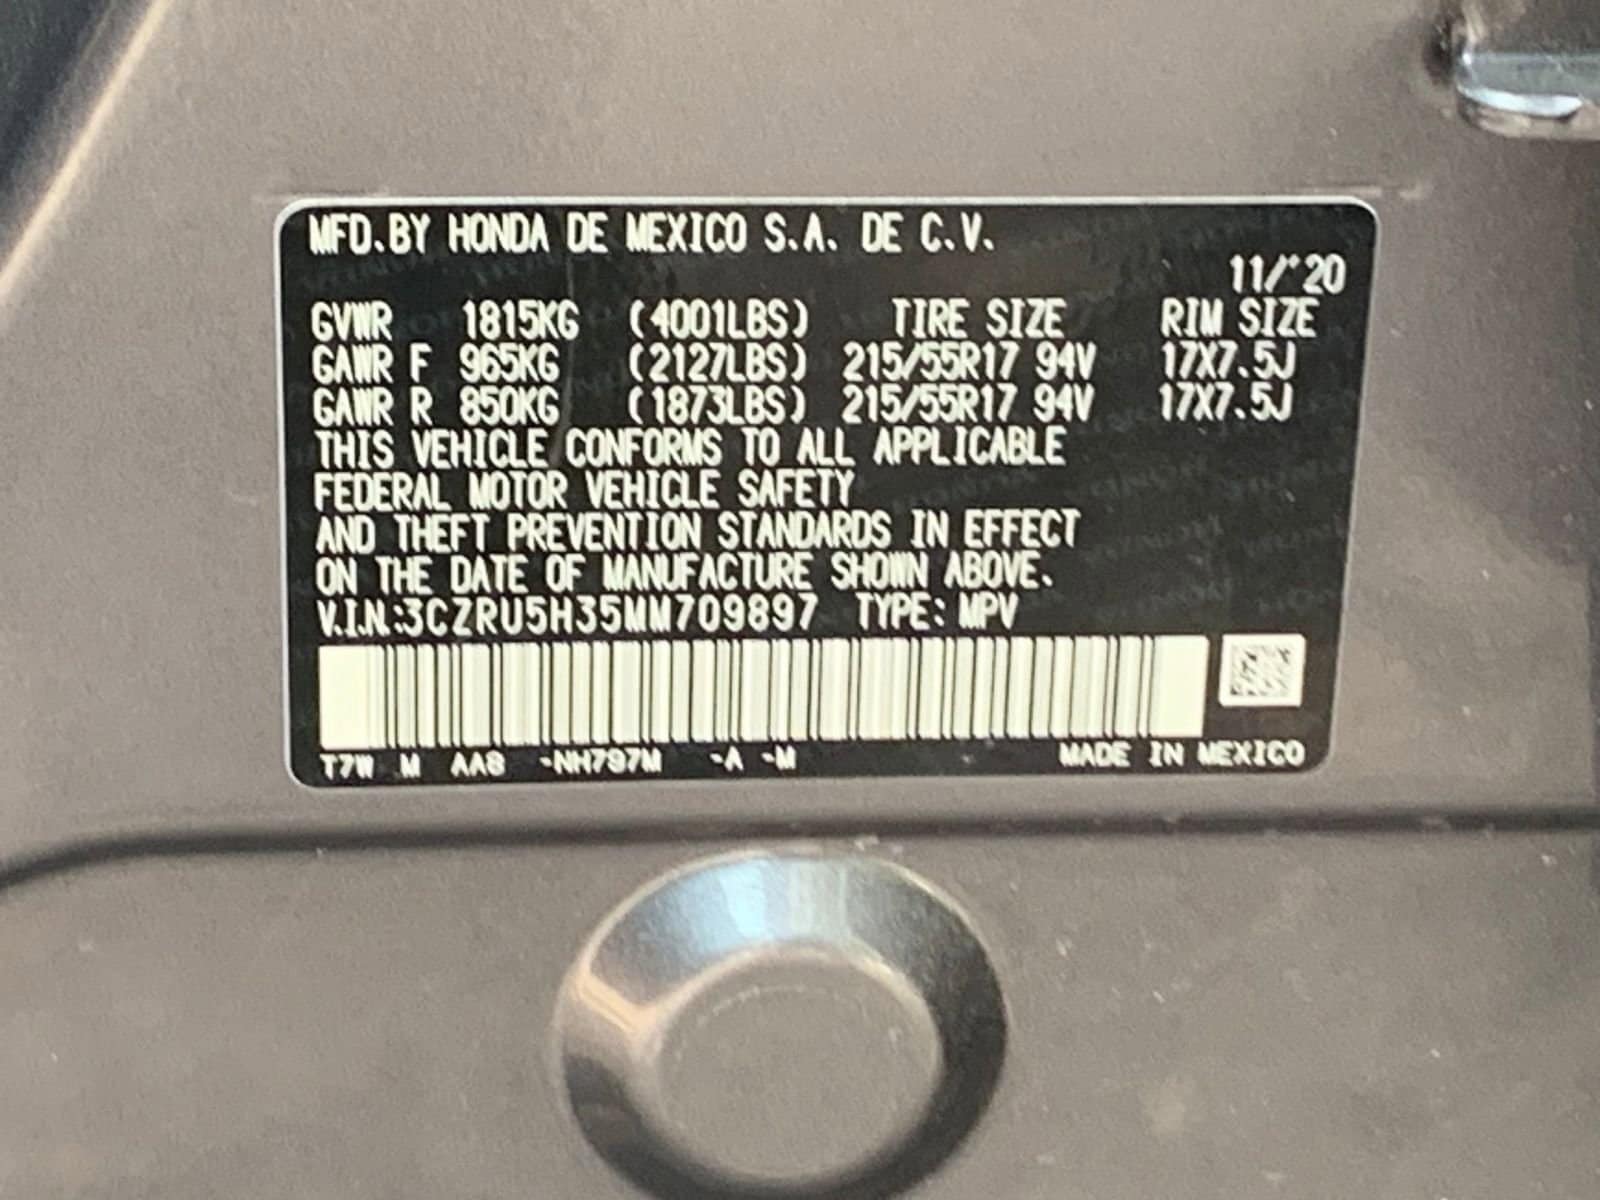 MFD.BY HONDA DE MEXICO S.A. DE C.V.
11/'20
GVWR 1815KG (4001LBS) TIRE SIZE RIM SIZE
GAWR F 965KG (2127LBS) 215/55R17 94V 17X7.5J
GAWR R 850KG (1873LBS) 215/55R17 94V 17X7.5J
THIS VEHICLE CONFORMS TO ALL APPLICABLE
FEDERAL MOTOR VEHICLE SAFETY
AND THEFT PREVENTION STANDARDS IN EFFECT
ON THE DATE OF MANUFACTURE SHOWN ABOVE.
V.I.N.:3CZRU5H35MM709897 TYPE: MPV
T7W M AA8 -NH797M -A -M MADE IN MEXICO